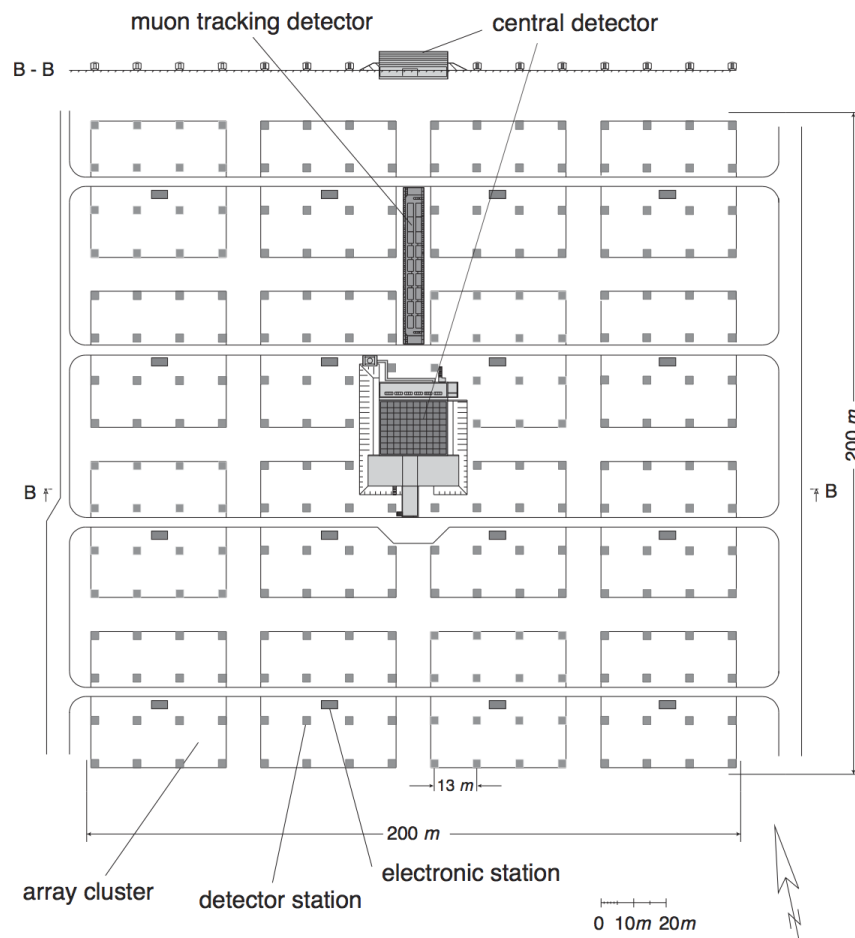 muon tracking detector
central detector
B - B
200 m
B
B
13 m
200 m
array cluster
detector station
electronic station
0 10m 20m